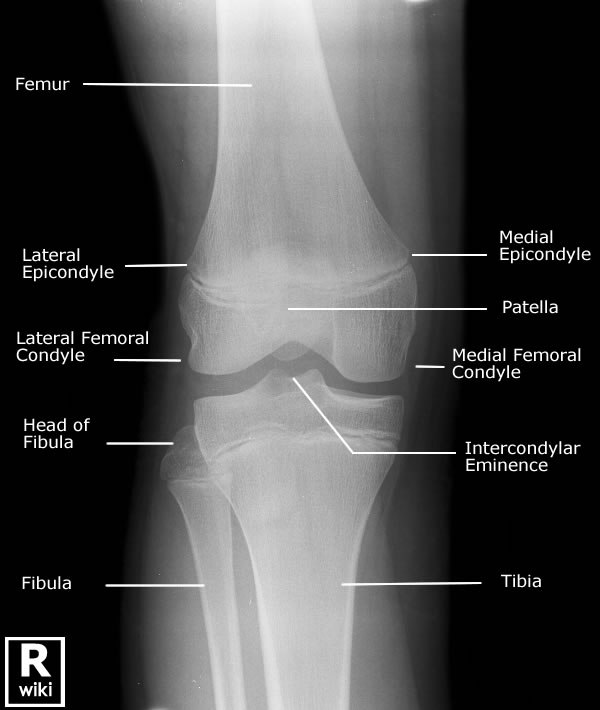 Femur
Lateral
Epicondyle
Medial
Epicondyle
Patella
Lateral Femoral
Condyle
Medial Femoral
Condyle
Head of
Fibula
Intercondylar
Eminence
Fibula
Tibia
R
wiki